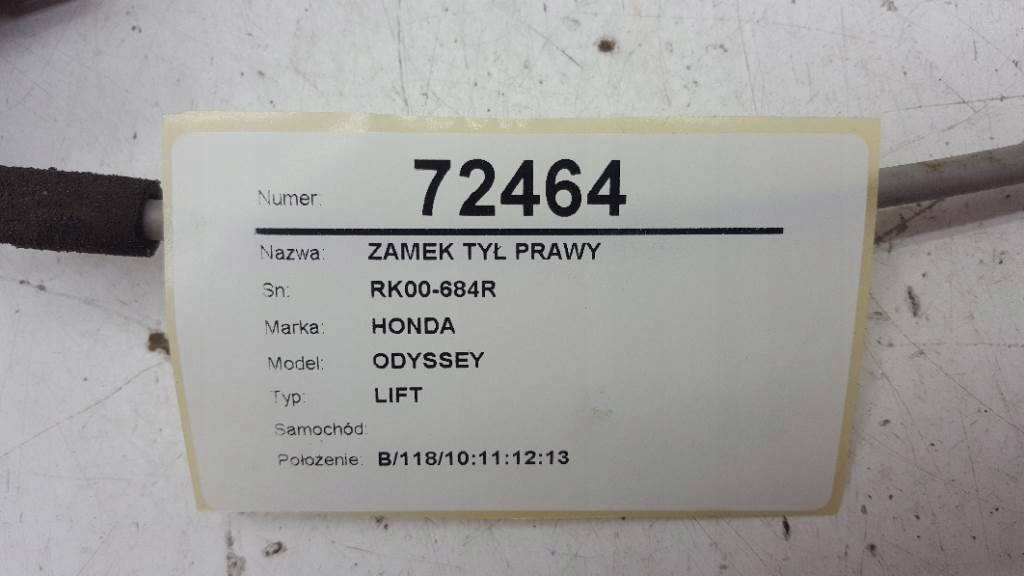 Numer: 72464
Nazwa: ZAMEK TYŁ PRAWY
Sn: RK00-684R
Marka: HONDA
Model: ODYSSEY
Typ: LIFT
Samochód:
Położenie: B/118/10:11:12:13